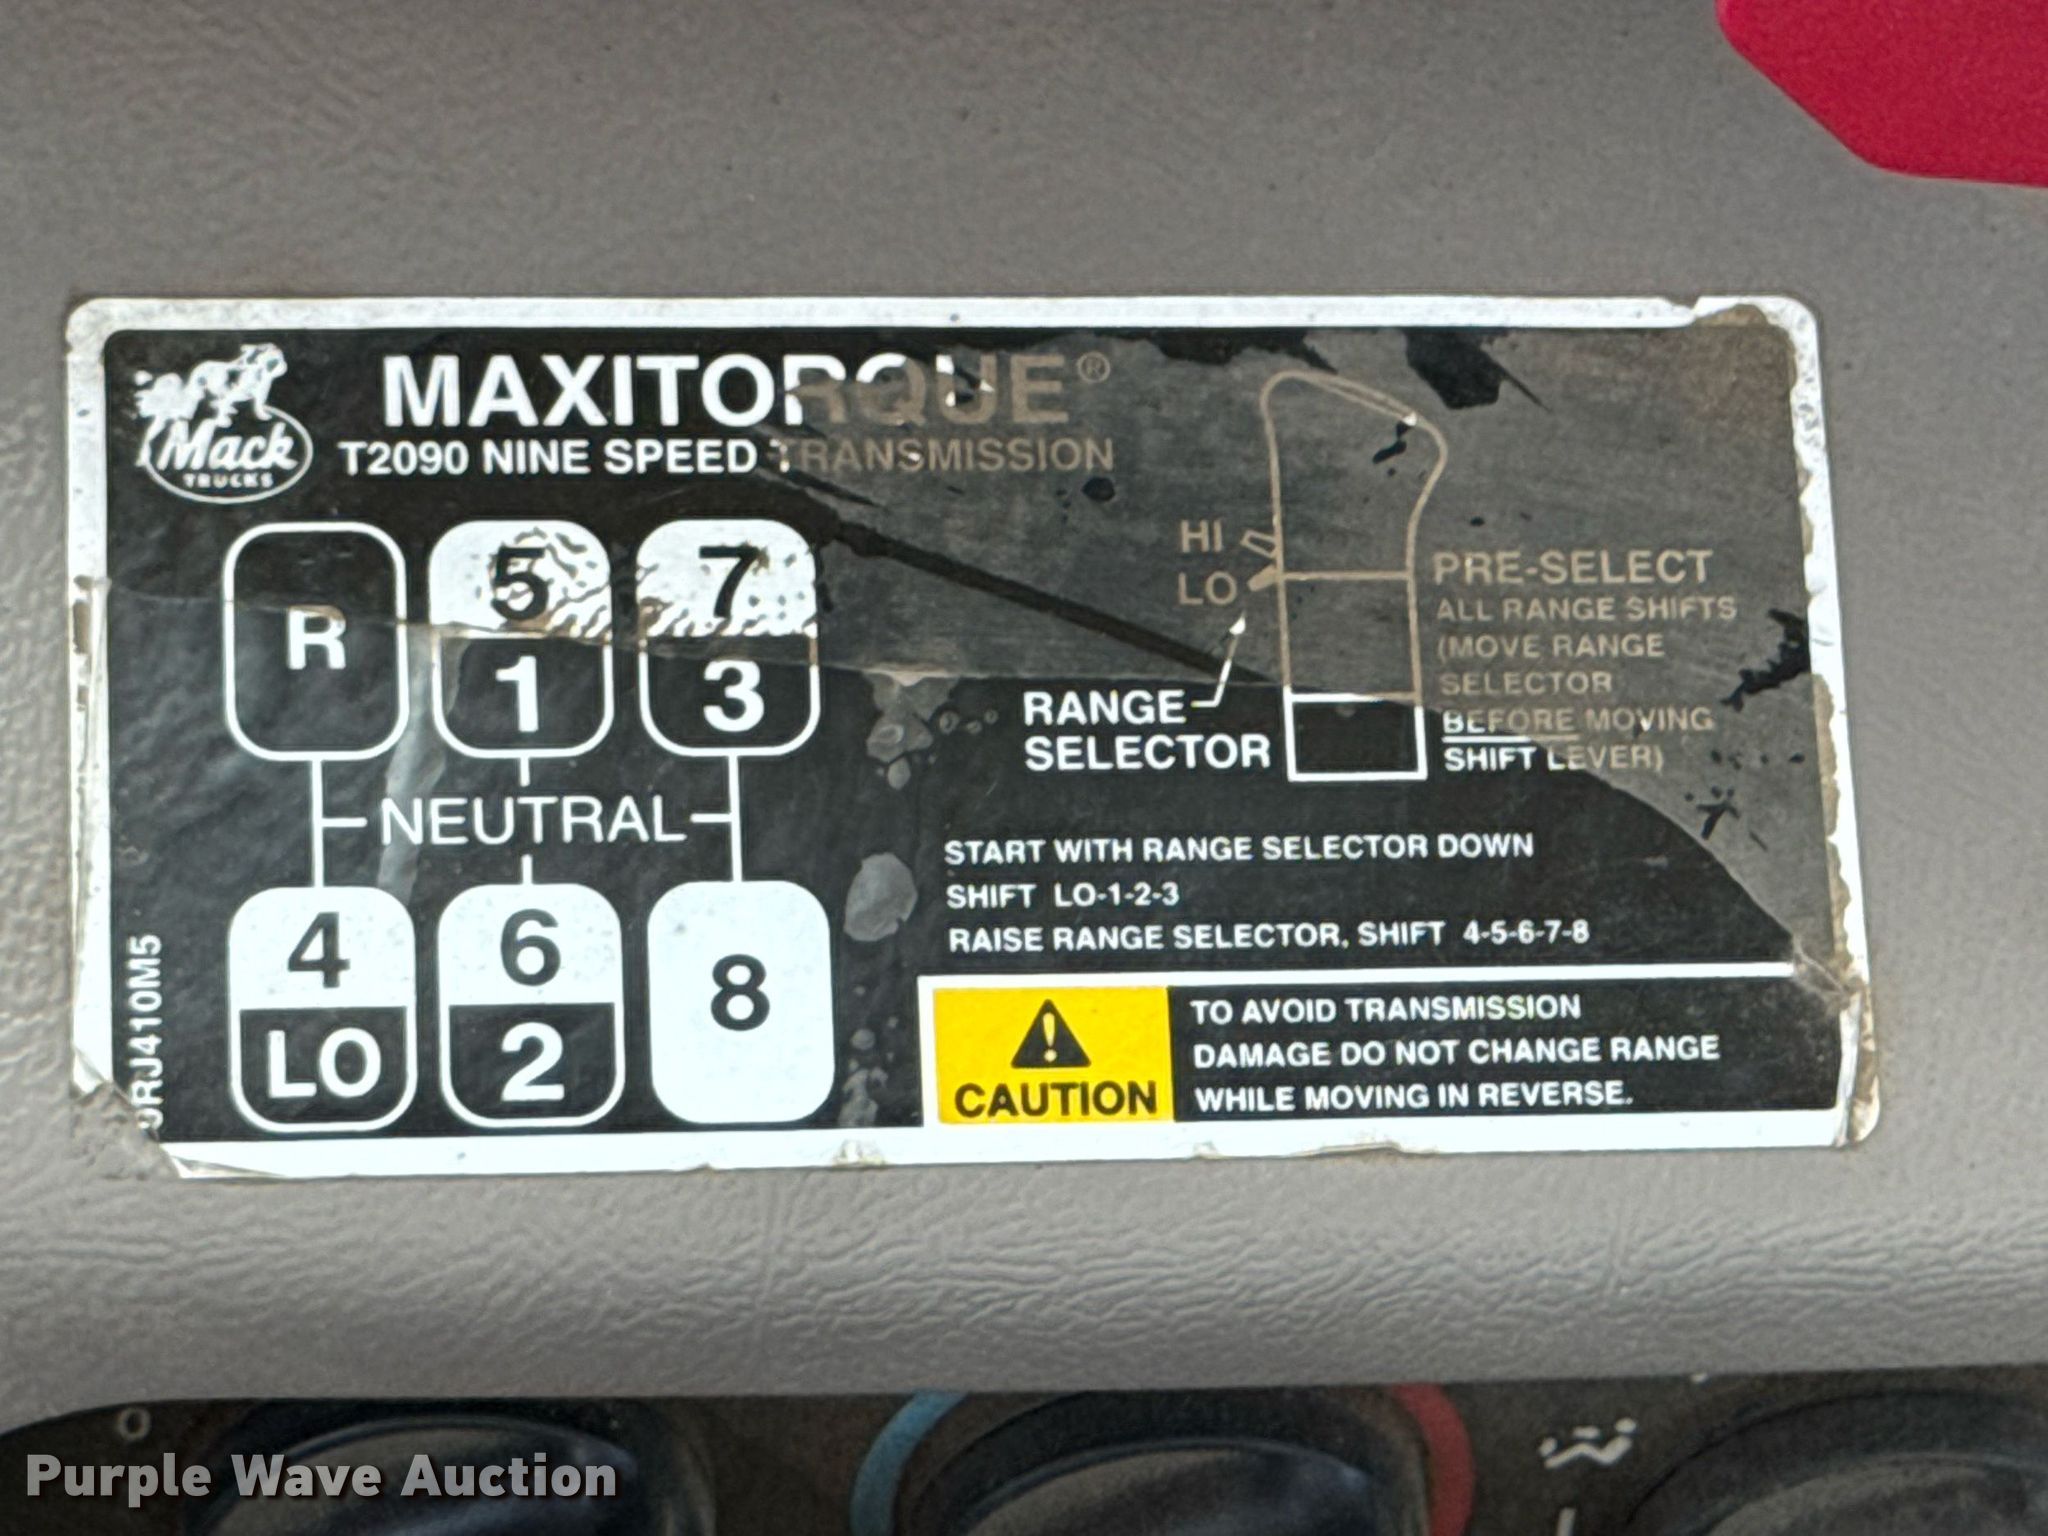 MAXITORQUE®
T2090 NINE SPEED TRANSMISSION
Mack
TRUCKS
R
5
1
7
3
NEUTRAL
4
LO
6
2
8
HI
LO
RANGE
SELECTOR
PRE-SELECT
ALL RANGE SHIFTS
(MOVE RANGE
SELECTOR
BEFORE MOVING
SHIFT LEVER)
START WITH RANGE SELECTOR DOWN
SHIFT LO-1-2-3
RAISE RANGE SELECTOR, SHIFT 4-5-6-7-8
CAUTION
TO AVOID TRANSMISSION
DAMAGE DO NOT CHANGE RANGE
WHILE MOVING IN REVERSE.
Purple Wave Auction